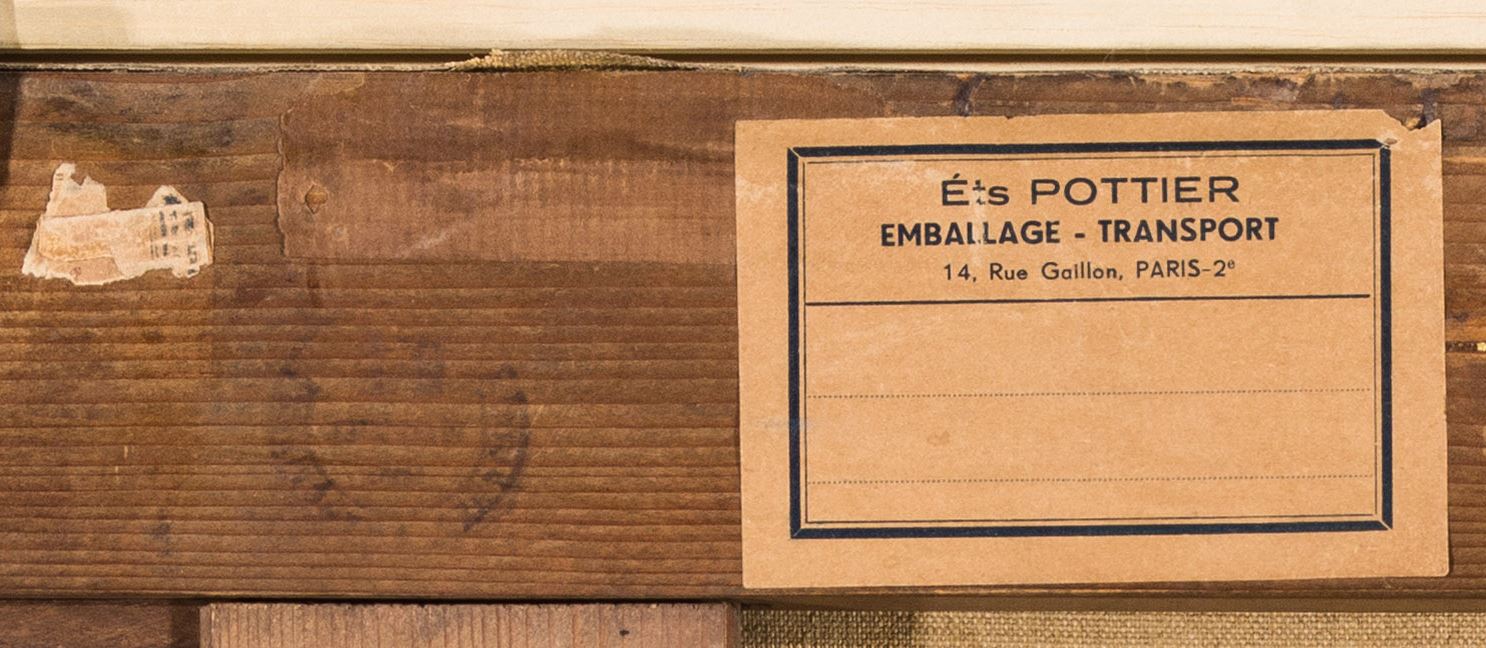 Éts POTTIER
EMBALLAGE - TRANSPORT
14, Rue Gaillon, PARIS-2e